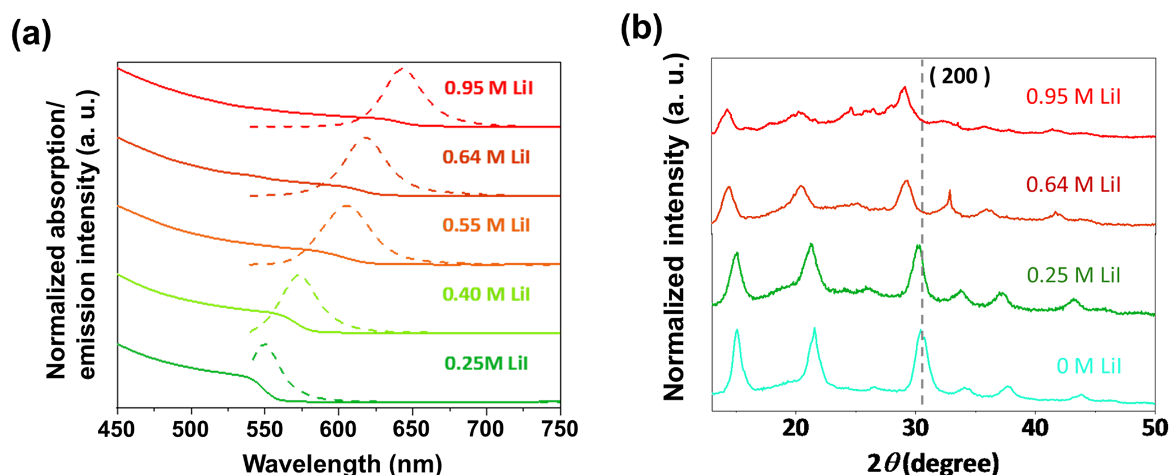 (a)
Normalized absorption/
emission intensity (a. u.)
0.95 M LiI
0.64 M LiI
0.55 M LiI
0.40 M LiI
0.25M LiI
450 500 550 600 650 700 750
Wavelength (nm)
(b)
Normalized intensity (a. u.)
( 200 )
0.95 M LiI
0.64 M LiI
0.25 M LiI
0 M LiI
20 30 40 50
2θ(degree)